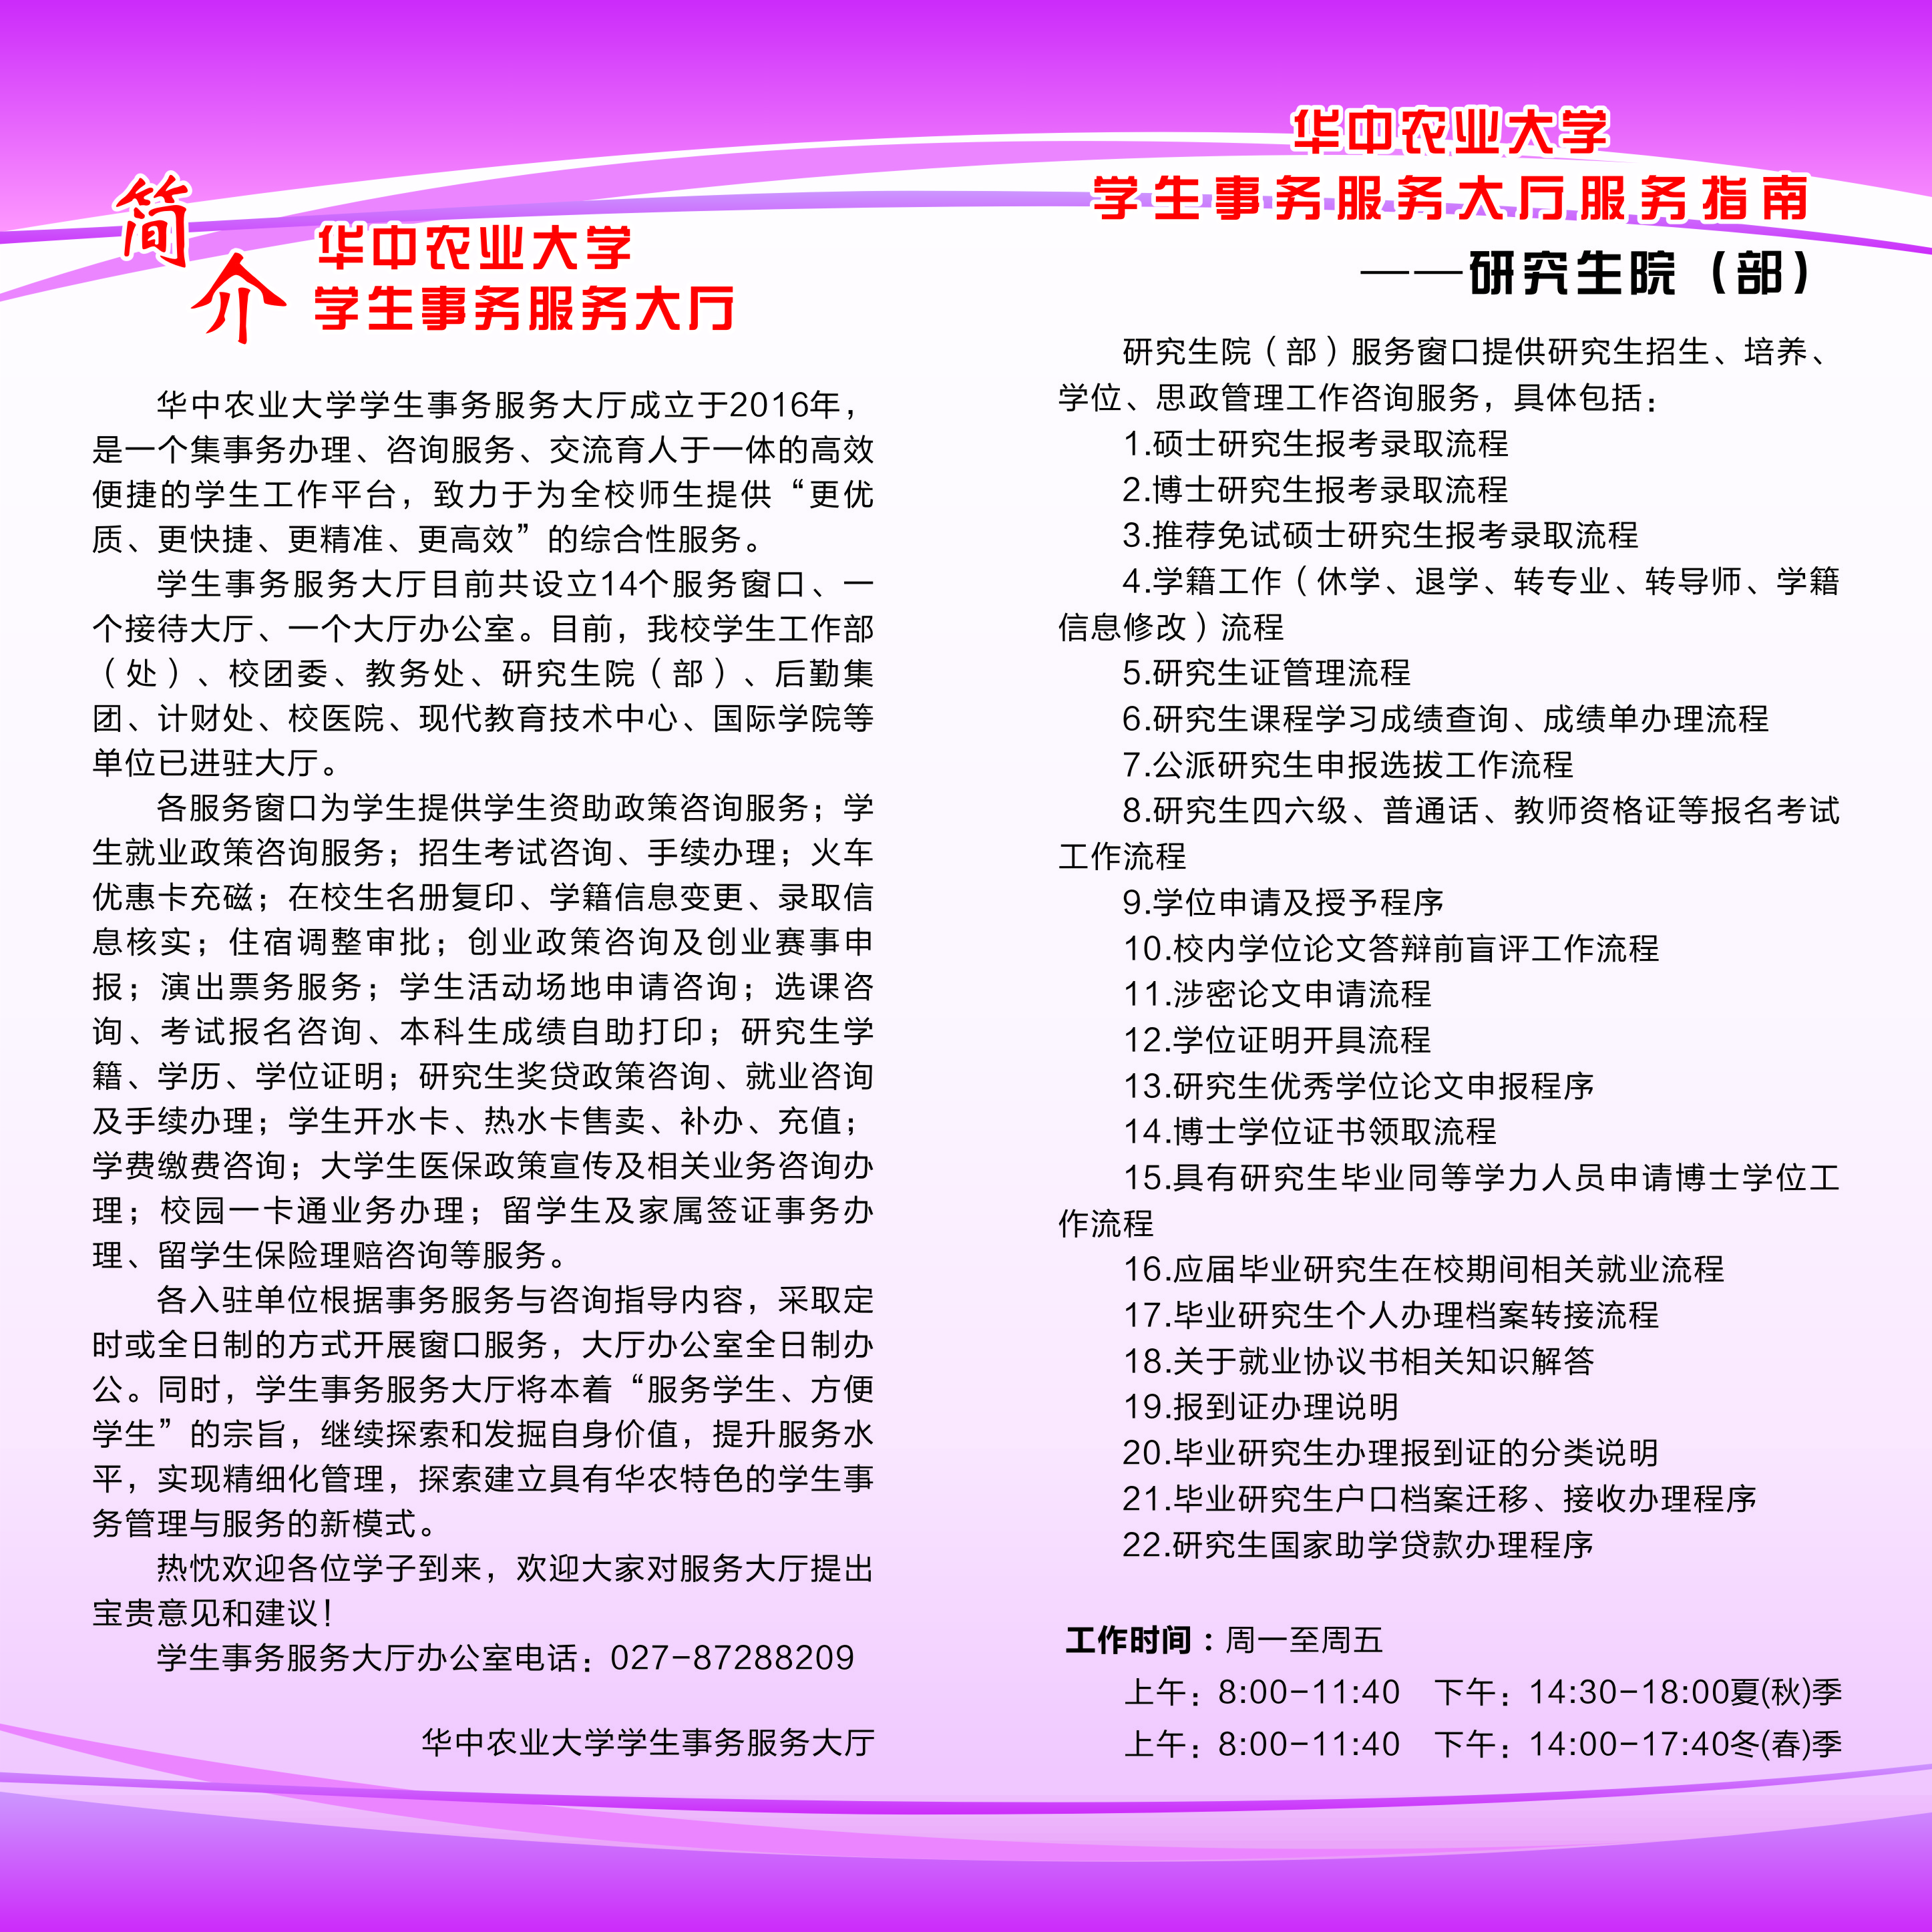 简介
华中农业大学
学生事务服务大厅
华中农业大学学生事务服务大厅成立于2016年，
是一个集事务办理、咨询服务、交流育人于一体的高效
便捷的学生工作平台，致力于为全校师生提供“更优
质、更快捷、更精准、更高效”的综合性服务。
学生事务服务大厅目前共设立14个服务窗口、一
个接待大厅、一个大厅办公室。目前，我校学生工作部
（处）、校团委、教务处、研究生院（部）、后勤集
团、计财处、校医院、现代教育技术中心、国际学院等
单位已进驻大厅。
各服务窗口为学生提供学生资助政策咨询服务；学
生就业政策咨询服务；招生考试咨询、手续办理；火车
优惠卡充磁；在校生名册复印、学籍信息变更、录取信
息核实；住宿调整审批；创业政策咨询及创业赛事申
报；演出票务服务；学生活动场地申请咨询；选课咨
询、考试报名咨询、本科生成绩自助打印；研究生学
籍、学历、学位证明；研究生奖贷政策咨询、就业咨询
及手续办理；学生开水卡、热水卡售卖、补办、充值；
学费缴费咨询；大学生医保政策宣传及相关业务咨询办
理；校园一卡通业务办理；留学生及家属签证事务办
理、留学生保险理赔咨询等服务。
各入驻单位根据事务服务与咨询指导内容，采取定
时或全日制的方式开展窗口服务，大厅办公室全日制办
公。同时，学生事务服务大厅将本着“服务学生、方便
学生”的宗旨，继续探索和发掘自身价值，提升服务水
平，实现精细化管理，探索建立具有华农特色的学生事
务管理与服务的新模式。
热忱欢迎各位学子到来，欢迎大家对服务大厅提出
宝贵意见和建议！
学生事务服务大厅办公室电话：027-87288209
华中农业大学学生事务服务大厅
华中农业大学
学生事务服务大厅服务指南
——研究生院（部）
研究生院（部）服务窗口提供研究生招生、培养、
学位、思政管理工作咨询服务，具体包括：
1.硕士研究生报考录取流程
2.博士研究生报考录取流程
3.推荐免试硕士研究生报考录取流程
4.学籍工作（休学、退学、转专业、转导师、学籍
信息修改）流程
5.研究生证管理流程
6.研究生课程学习成绩查询、成绩单办理流程
7.公派研究生申报选拔工作流程
8.研究生四六级、普通话、教师资格证等报名考试
工作流程
9.学位申请及授予程序
10.校内学位论文答辩前盲评工作流程
11.涉密论文申请流程
12.学位证明开具流程
13.研究生优秀学位论文申报程序
14.博士学位证书领取流程
15.具有研究生毕业同等学力人员申请博士学位工
作流程
16.应届毕业研究生在校期间相关就业流程
17.毕业研究生个人办理档案转接流程
18.关于就业协议书相关知识解答
19.报到证办理说明
20.毕业研究生办理报到证的分类说明
21.毕业研究生户口档案迁移、接收办理程序
22.研究生国家助学贷款办理程序
工作时间：周一至周五
上午：8:00-11:40 下午：14:30-18:00夏(秋)季
上午：8:00-11:40 下午：14:00-17:40冬(春)季